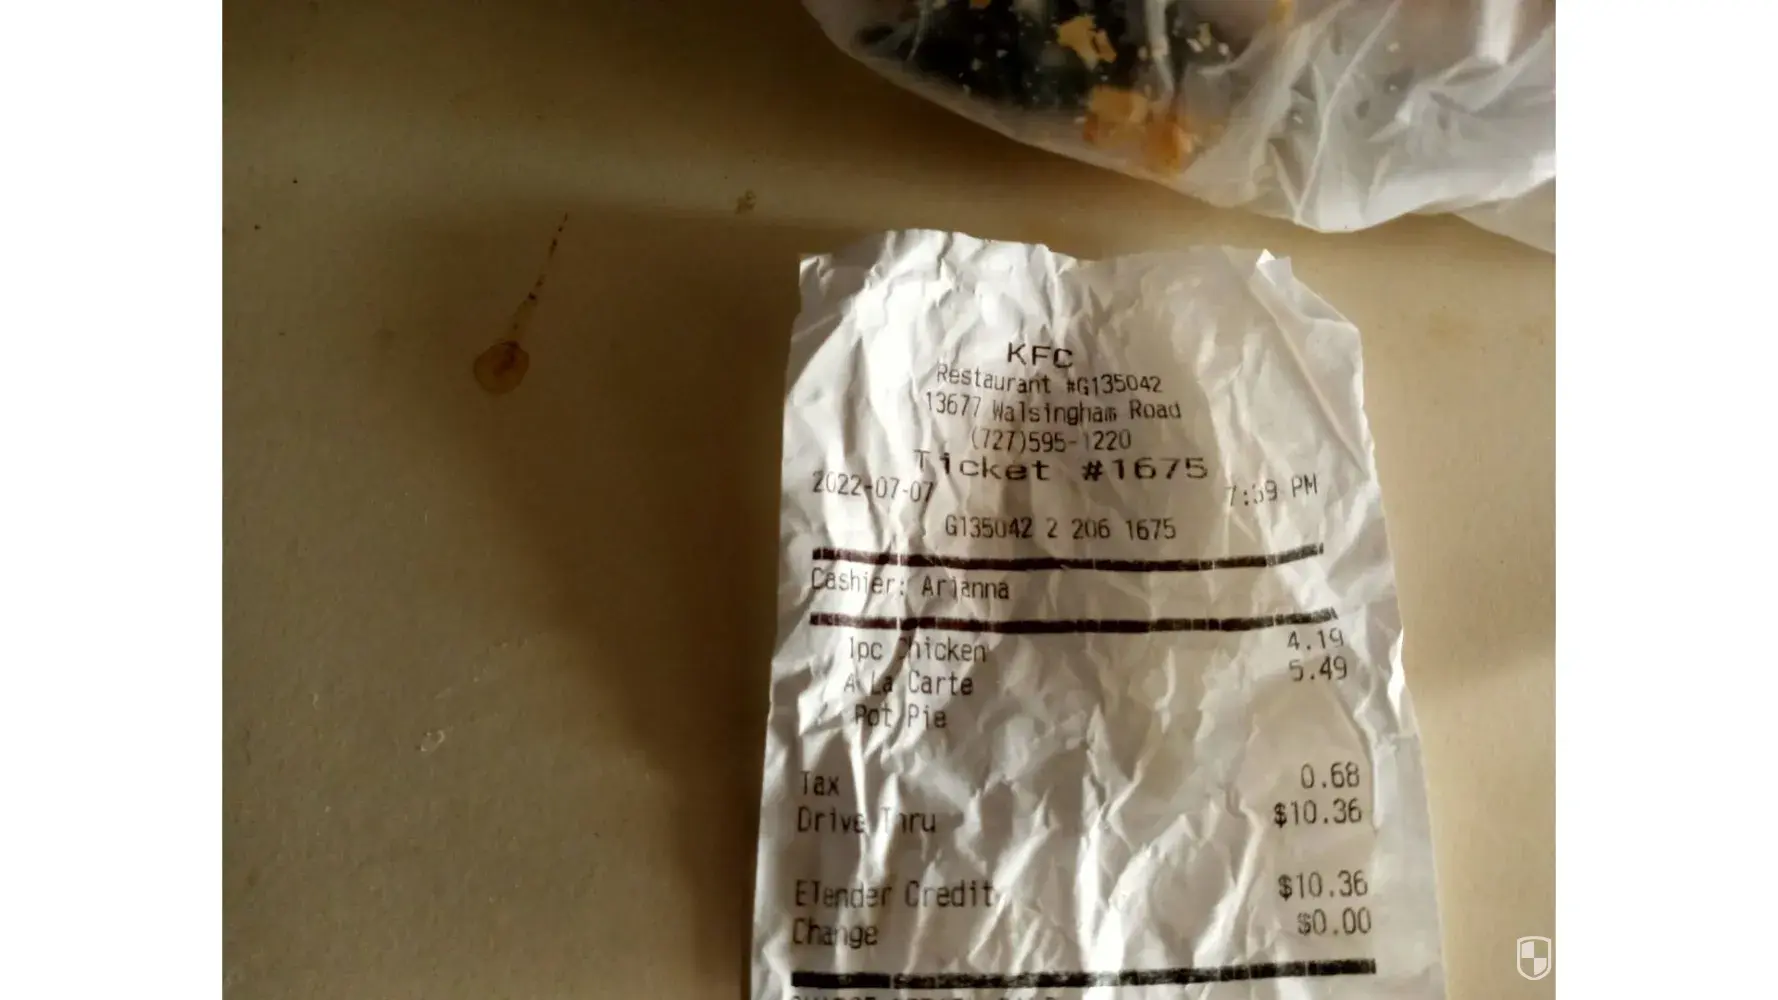 KFC
Restaurant #G135042
13677 Walsingham Road
(727)595-1220
Ticket #1675
2022-07-07 7:59 PM
G135042 2 206 1675
Cashier: Arianna
1pc Chicken 4.19
A La Carte 5.49
Pot Pie
Tax 0.68
Drive Thru $10.36
ETender Credit $10.36
Change $0.00